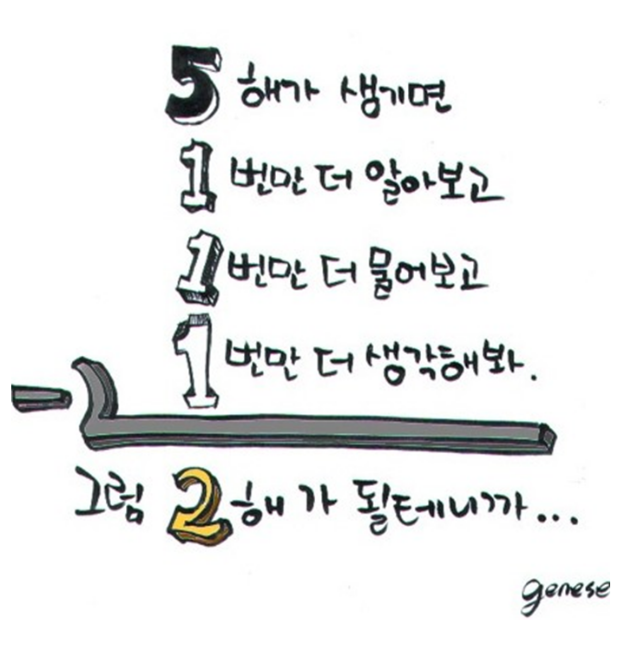 5해가 생기면
1번만 더 알아보고
1번만 더 물어보고
1번만 더 생각해봐.
그럼 2해가 될테니까...
genese